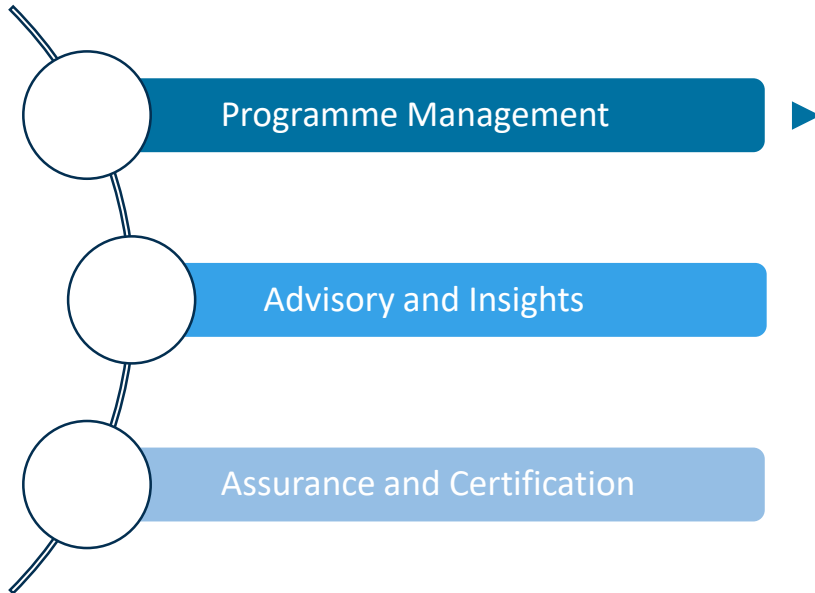 Programme Management
Advisory and Insights
Assurance and Certification